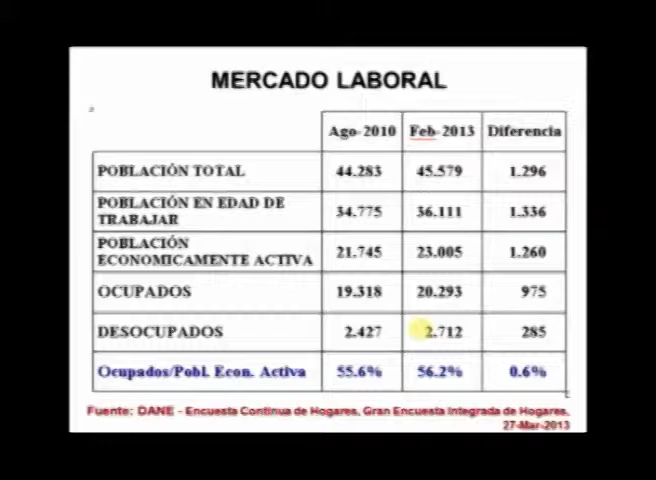 MERCADO LABORAL
Ago-2010 Feb-2013 Diferencia
POBLACIÓN TOTAL 44.283 45.579 1.296
POBLACIÓN EN EDAD DE
TRABAJAR 34.775 36.111 1.336
POBLACIÓN
ECONOMICAMENTE ACTIVA 21.745 23.005 1.260
OCUPADOS 19.318 20.293 975
DESOCUPADOS 2.427 2.712 285
Ocupados/Pobl. Econ. Activa 55.6% 56.2% 0.6%
Fuente: DANE - Encuesta Continua de Hogares, Gran Encuesta Integrada de Hogares.
27-Mar-2013